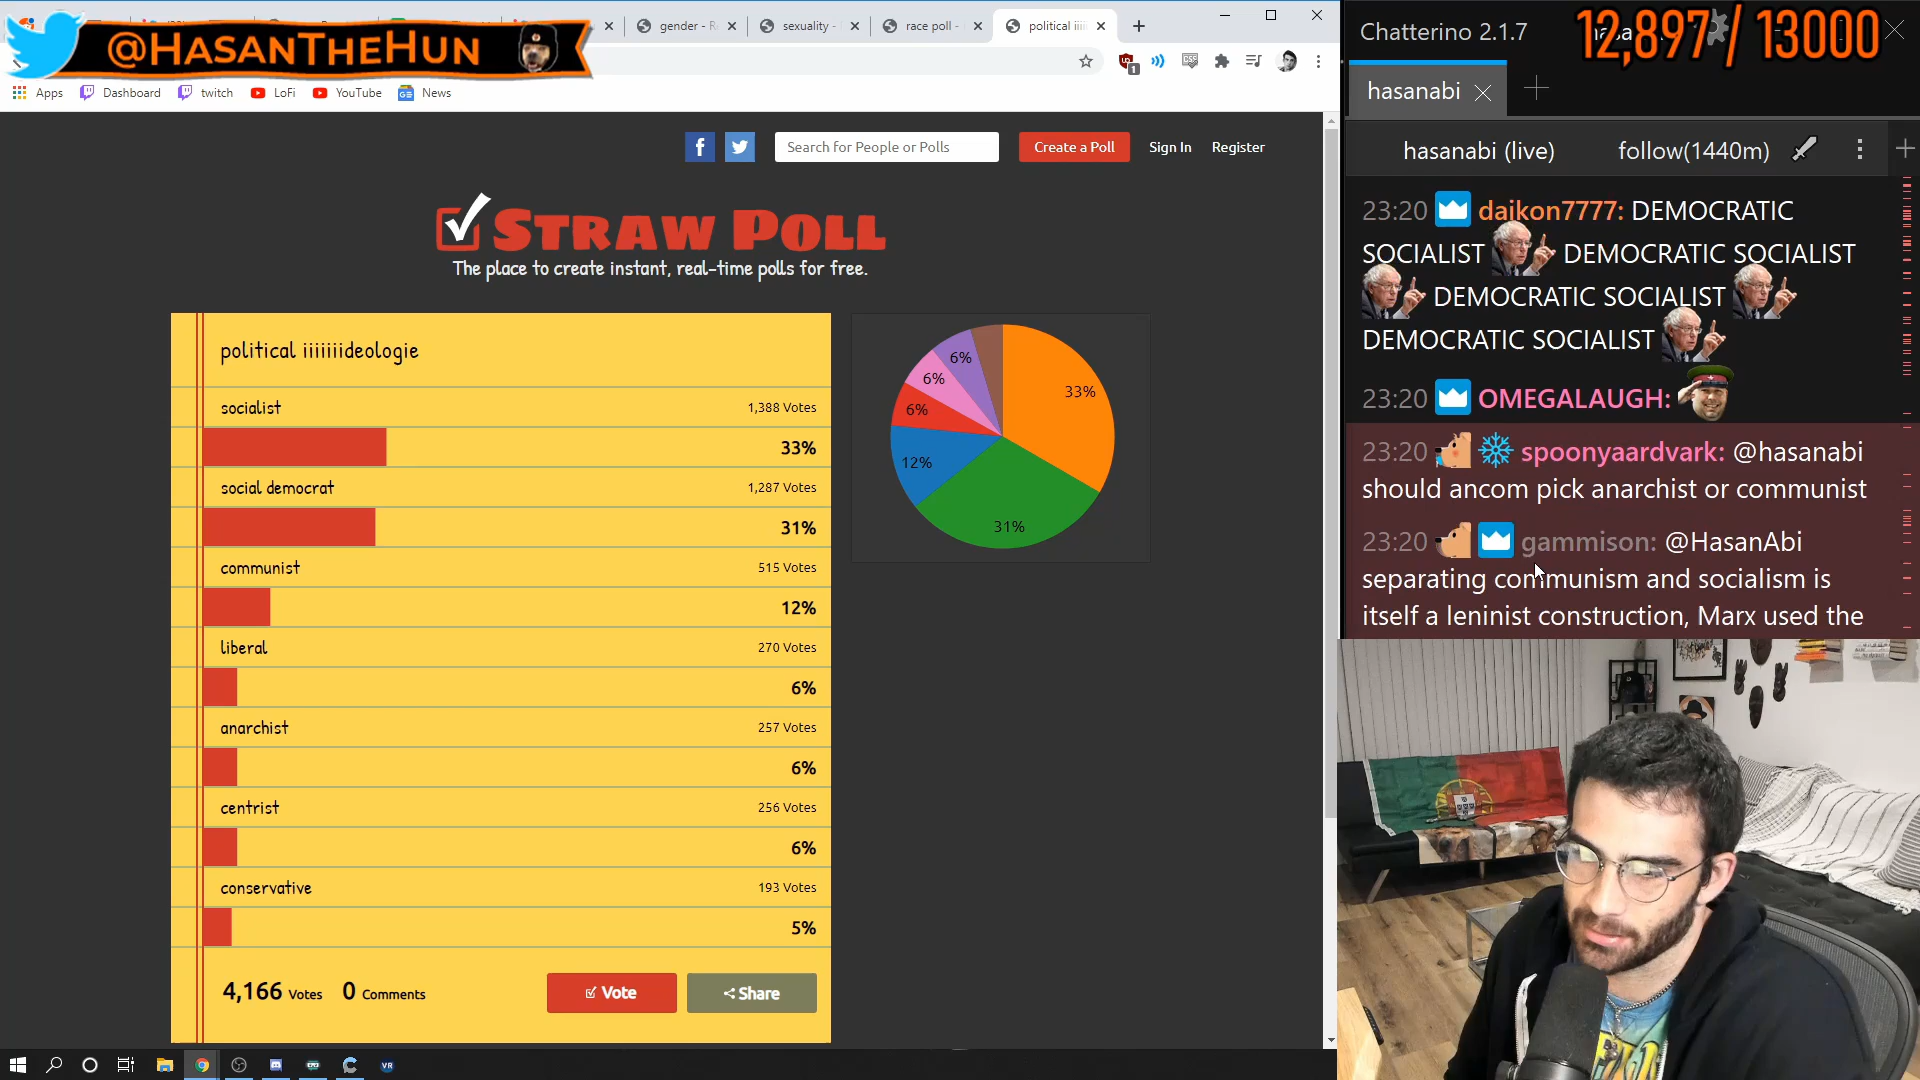 @HASANTHEHUN
gender - R
sexuality -
race poll -
political iiii
Apps
Dashboard
twitch
LoFi
YouTube
News
Search for People or Polls
Create a Poll
Sign In
Register
STRAW POLL
The place to create instant, real-time polls for free.
political iiiiiiideologie
socialist 1,388 Votes
33%
social democrat 1,287 Votes
31%
communist 515 Votes
12%
liberal 270 Votes
6%
anarchist 257 Votes
6%
centrist 256 Votes
6%
conservative 193 Votes
5%
4,166 Votes 0 Comments
Vote
Share
33%
31%
12%
6%
6%
6%
Chatterino 2.1.7
12,897 / 13000
hasanabi
hasanabi (live)
follow(1440m)
23:20 daikon7777: DEMOCRATIC
SOCIALIST DEMOCRATIC SOCIALIST
DEMOCRATIC SOCIALIST
DEMOCRATIC SOCIALIST
23:20 OMEGALAUGH:
23:20 spoonyaardvark: @hasanabi
should ancom pick anarchist or communist
23:20 gammison: @HasanAbi
separating communism and socialism is
itself a leninist construction, Marx used the
VR